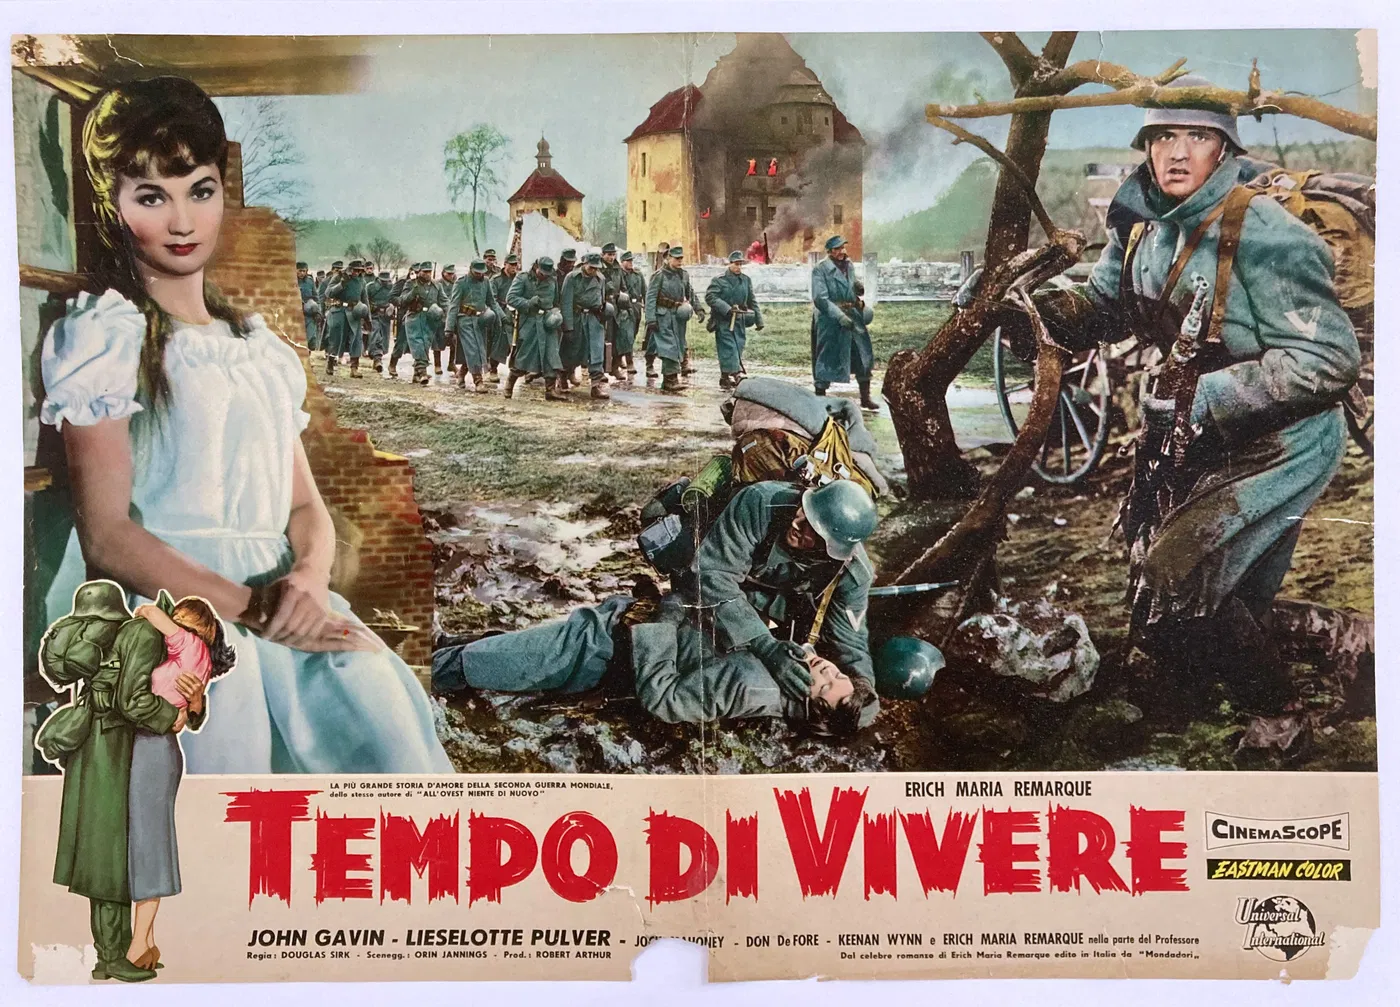 LA PIÙ GRANDE STORIA D'AMORE DELLA SECONDA GUERRA MONDIALE,
dello stesso autore di "ALL'OVEST NIENTE DI NUOVO"
ERICH MARIA REMARQUE
TEMPO DI VIVERE
CINEMASCOPE
EASTMAN COLOR
Universal
International
JOHN GAVIN - LIESELOTTE PULVER - DON DeFORE - KEENAN WYNN e ERICH MARIA REMARQUE nella parte del Professore
Regia: DOUGLAS SIRK - Scenegg.: ORIN JANNINGS - Prod.: ROBERT ARTHUR
Dal celebre romanzo di Erich Maria Remarque edito in Italia da "Mondadori"